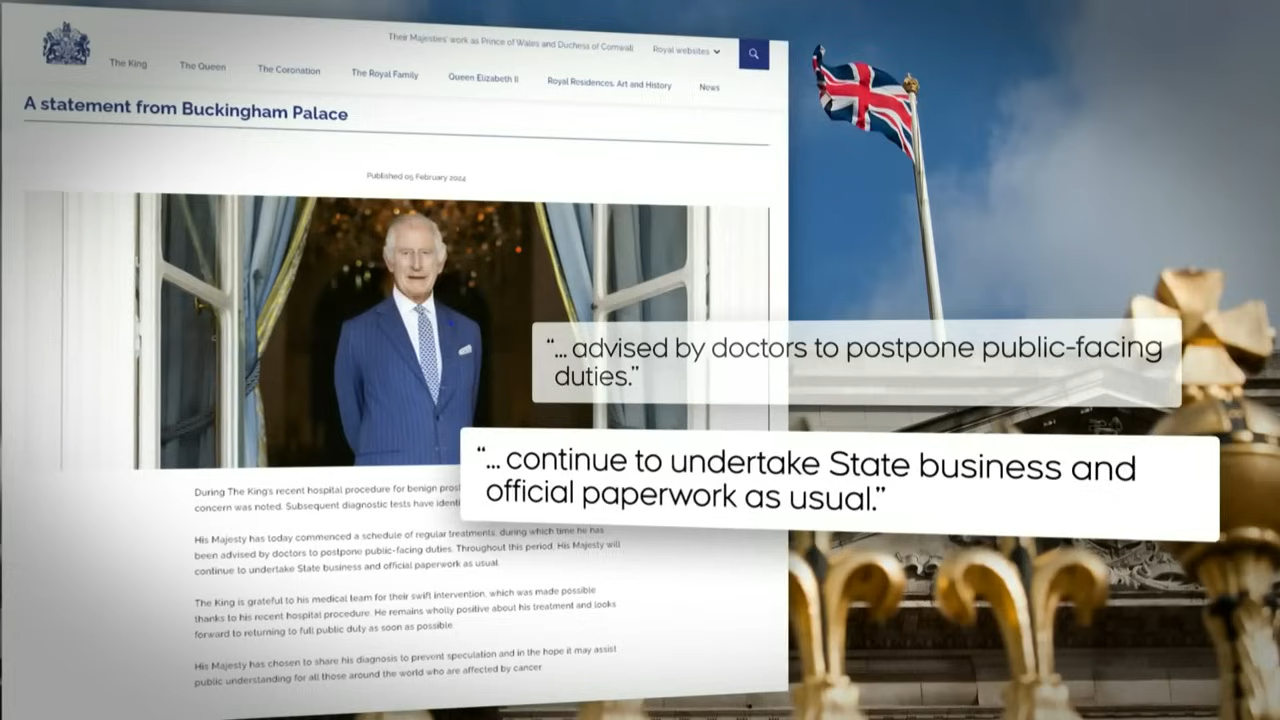 Their Majesties' work as Prince of Wales and Duchess of Cornwall
Royal websites
The King
The Queen
The Coronation
The Royal Family
Queen Elizabeth II
Royal Residences, Art and History
News
A statement from Buckingham Palace
Published 05 February 2024
“... advised by doctors to postpone public-facing
duties.”
“... continue to undertake State business and
official paperwork as usual.”
During The King's recent hospital procedure for benign
concern was noted. Subsequent diagnostic tests have
His Majesty has today commenced a schedule of regular treatments, during which time he has
been advised by doctors to postpone public-facing duties. Throughout this period, His Majesty will
continue to undertake State business and official paperwork as usual.
The King is grateful to his medical team for their swift intervention, which was made possible
thanks to his recent hospital procedure. He remains wholly positive about his treatment and looks
forward to returning to full public duty as soon as possible.
His Majesty has chosen to share his diagnosis to prevent speculation and in the hope it may assist
public understanding for all those around the world who are affected by cancer.